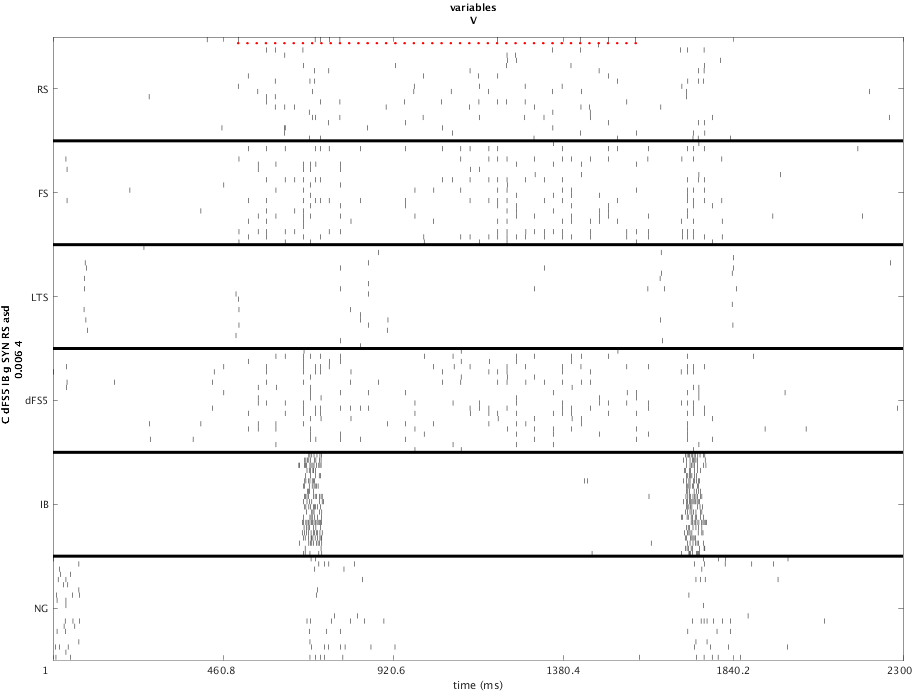 variables
V
RS
FS
LTS
dFS5
IB
NG
C dFS5 IB g SYN RS asd
0.006 4
1
460.8
920.6
1380.4
1840.2
2300
time (ms)